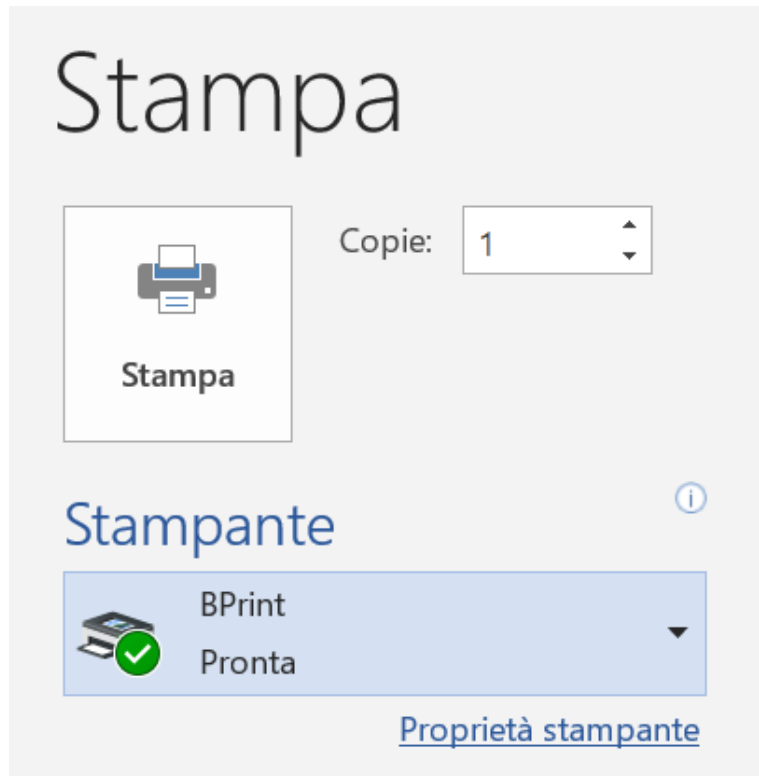 Stampa
Copie: 1
Stampa
Stampante
BPrint
Pronta
Proprietà stampante